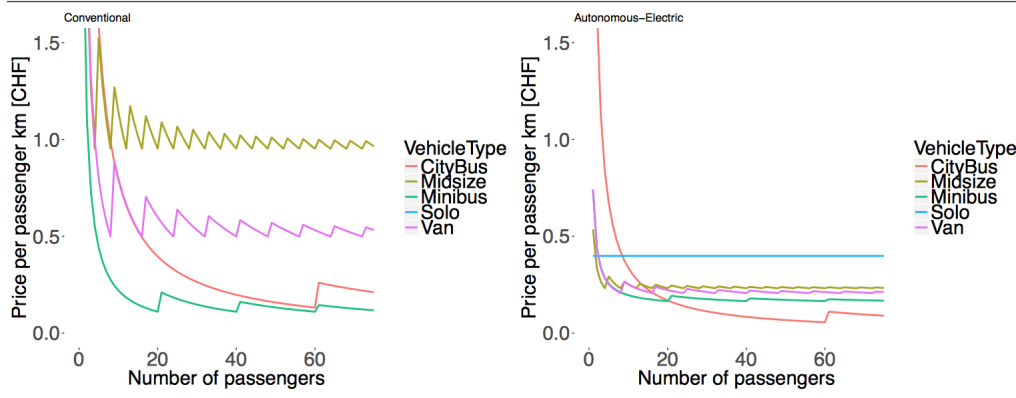 Conventional
Price per passenger km [CHF]
1.5
1.0
0.5
0.0
0
20
40
60
Number of passengers
VehicleType
CityBus
Midsize
Minibus
Solo
Van
Autonomous-Electric
Price per passenger km [CHF]
1.5
1.0
0.5
0.0
0
20
40
60
Number of passengers
VehicleType
CityBus
Midsize
Minibus
Solo
Van